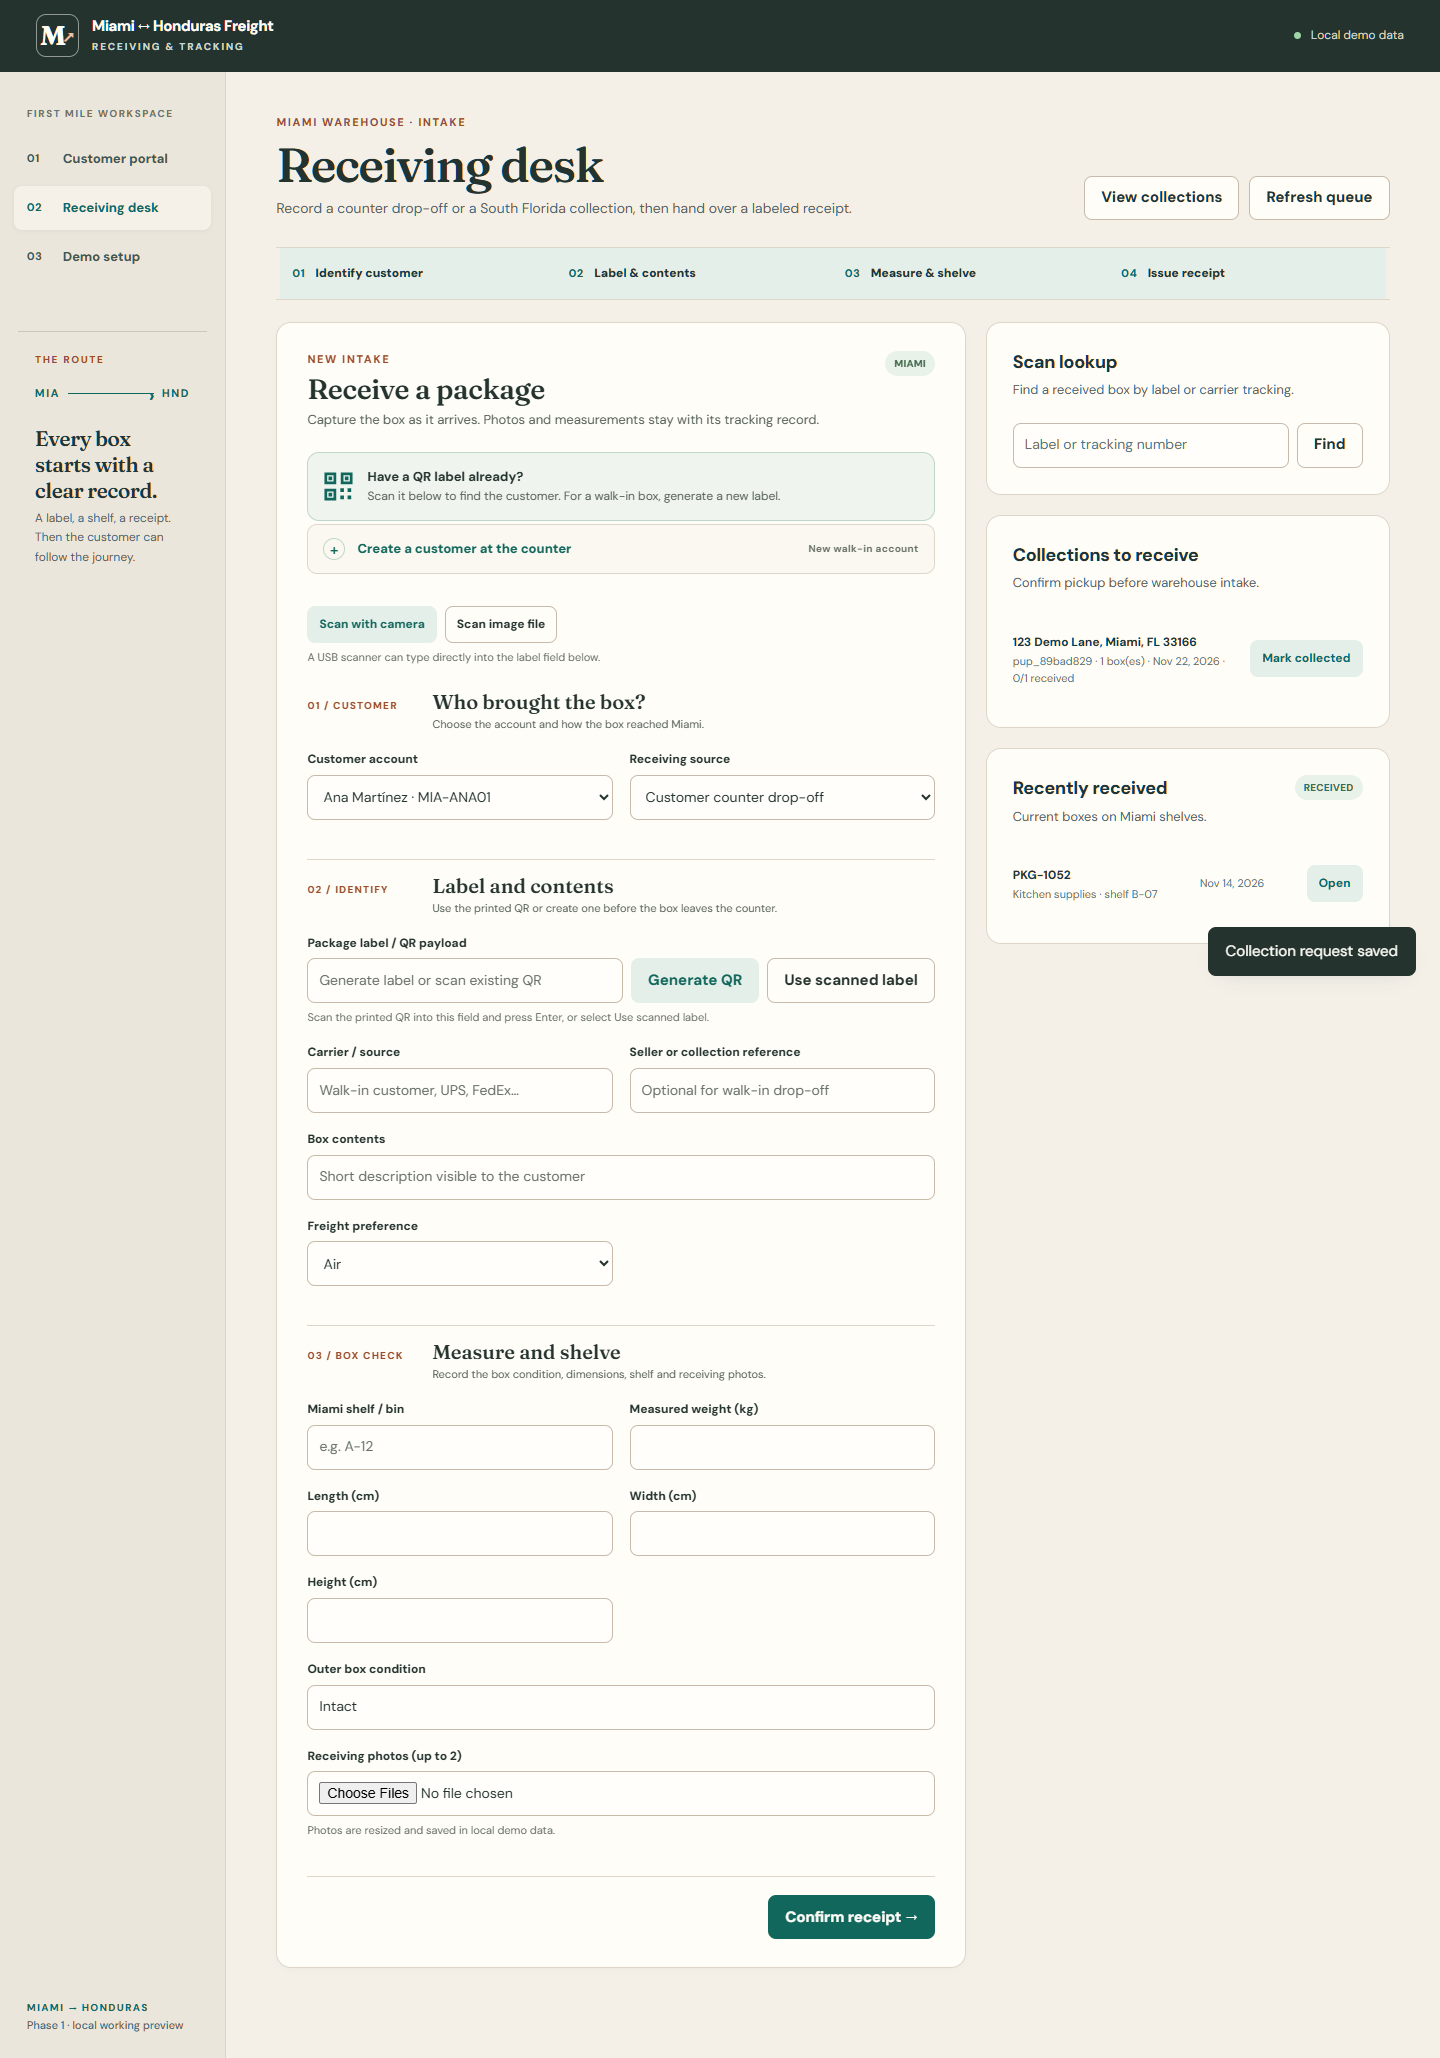 M
Miami ↔ Honduras Freight
RECEIVING & TRACKING
Local demo data
FIRST MILE WORKSPACE
01 Customer portal
02 Receiving desk
03 Demo setup
THE ROUTE
MIA HND
Every box
starts with a
clear record.
A label, a shelf, a receipt.
Then the customer can
follow the journey.
MIAMI → HONDURAS
Phase 1 · local working preview
MIAMI WAREHOUSE · INTAKE
Receiving desk
Record a counter drop-off or a South Florida collection, then hand over a labeled receipt.
View collections
Refresh queue
01 Identify customer
02 Label & contents
03 Measure & shelve
04 Issue receipt
NEW INTAKE
MIAMI
Receive a package
Capture the box as it arrives. Photos and measurements stay with its tracking record.
Have a QR label already?
Scan it below to find the customer. For a walk-in box, generate a new label.
+ Create a customer at the counter
New walk-in account
Scan with camera
Scan image file
A USB scanner can type directly into the label field below.
01 / CUSTOMER
Who brought the box?
Choose the account and how the box reached Miami.
Customer account
Receiving source
Ana Martínez · MIA-ANA01
Customer counter drop-off
02 / IDENTIFY
Label and contents
Use the printed QR or create one before the box leaves the counter.
Package label / QR payload
Generate label or scan existing QR
Generate QR
Use scanned label
Scan the printed QR into this field and press Enter, or select Use scanned label.
Carrier / source
Seller or collection reference
Walk-in customer, UPS, FedEx...
Optional for walk-in drop-off
Box contents
Short description visible to the customer
Freight preference
Air
03 / BOX CHECK
Measure and shelve
Record the box condition, dimensions, shelf and receiving photos.
Miami shelf / bin
Measured weight (kg)
e.g. A-12
Length (cm)
Width (cm)
Height (cm)
Outer box condition
Intact
Receiving photos (up to 2)
Choose Files No file chosen
Photos are resized and saved in local demo data.
Confirm receipt →
Scan lookup
Find a received box by label or carrier tracking.
Label or tracking number
Find
Collections to receive
Confirm pickup before warehouse intake.
123 Demo Lane, Miami, FL 33166
pup_89bad829 · 1 box(es) · Nov 22, 2026 ·
0/1 received
Mark collected
Recently received
RECEIVED
Current boxes on Miami shelves.
PKG-1052
Kitchen supplies · shelf B-07
Nov 14, 2026
Open
Collection request saved